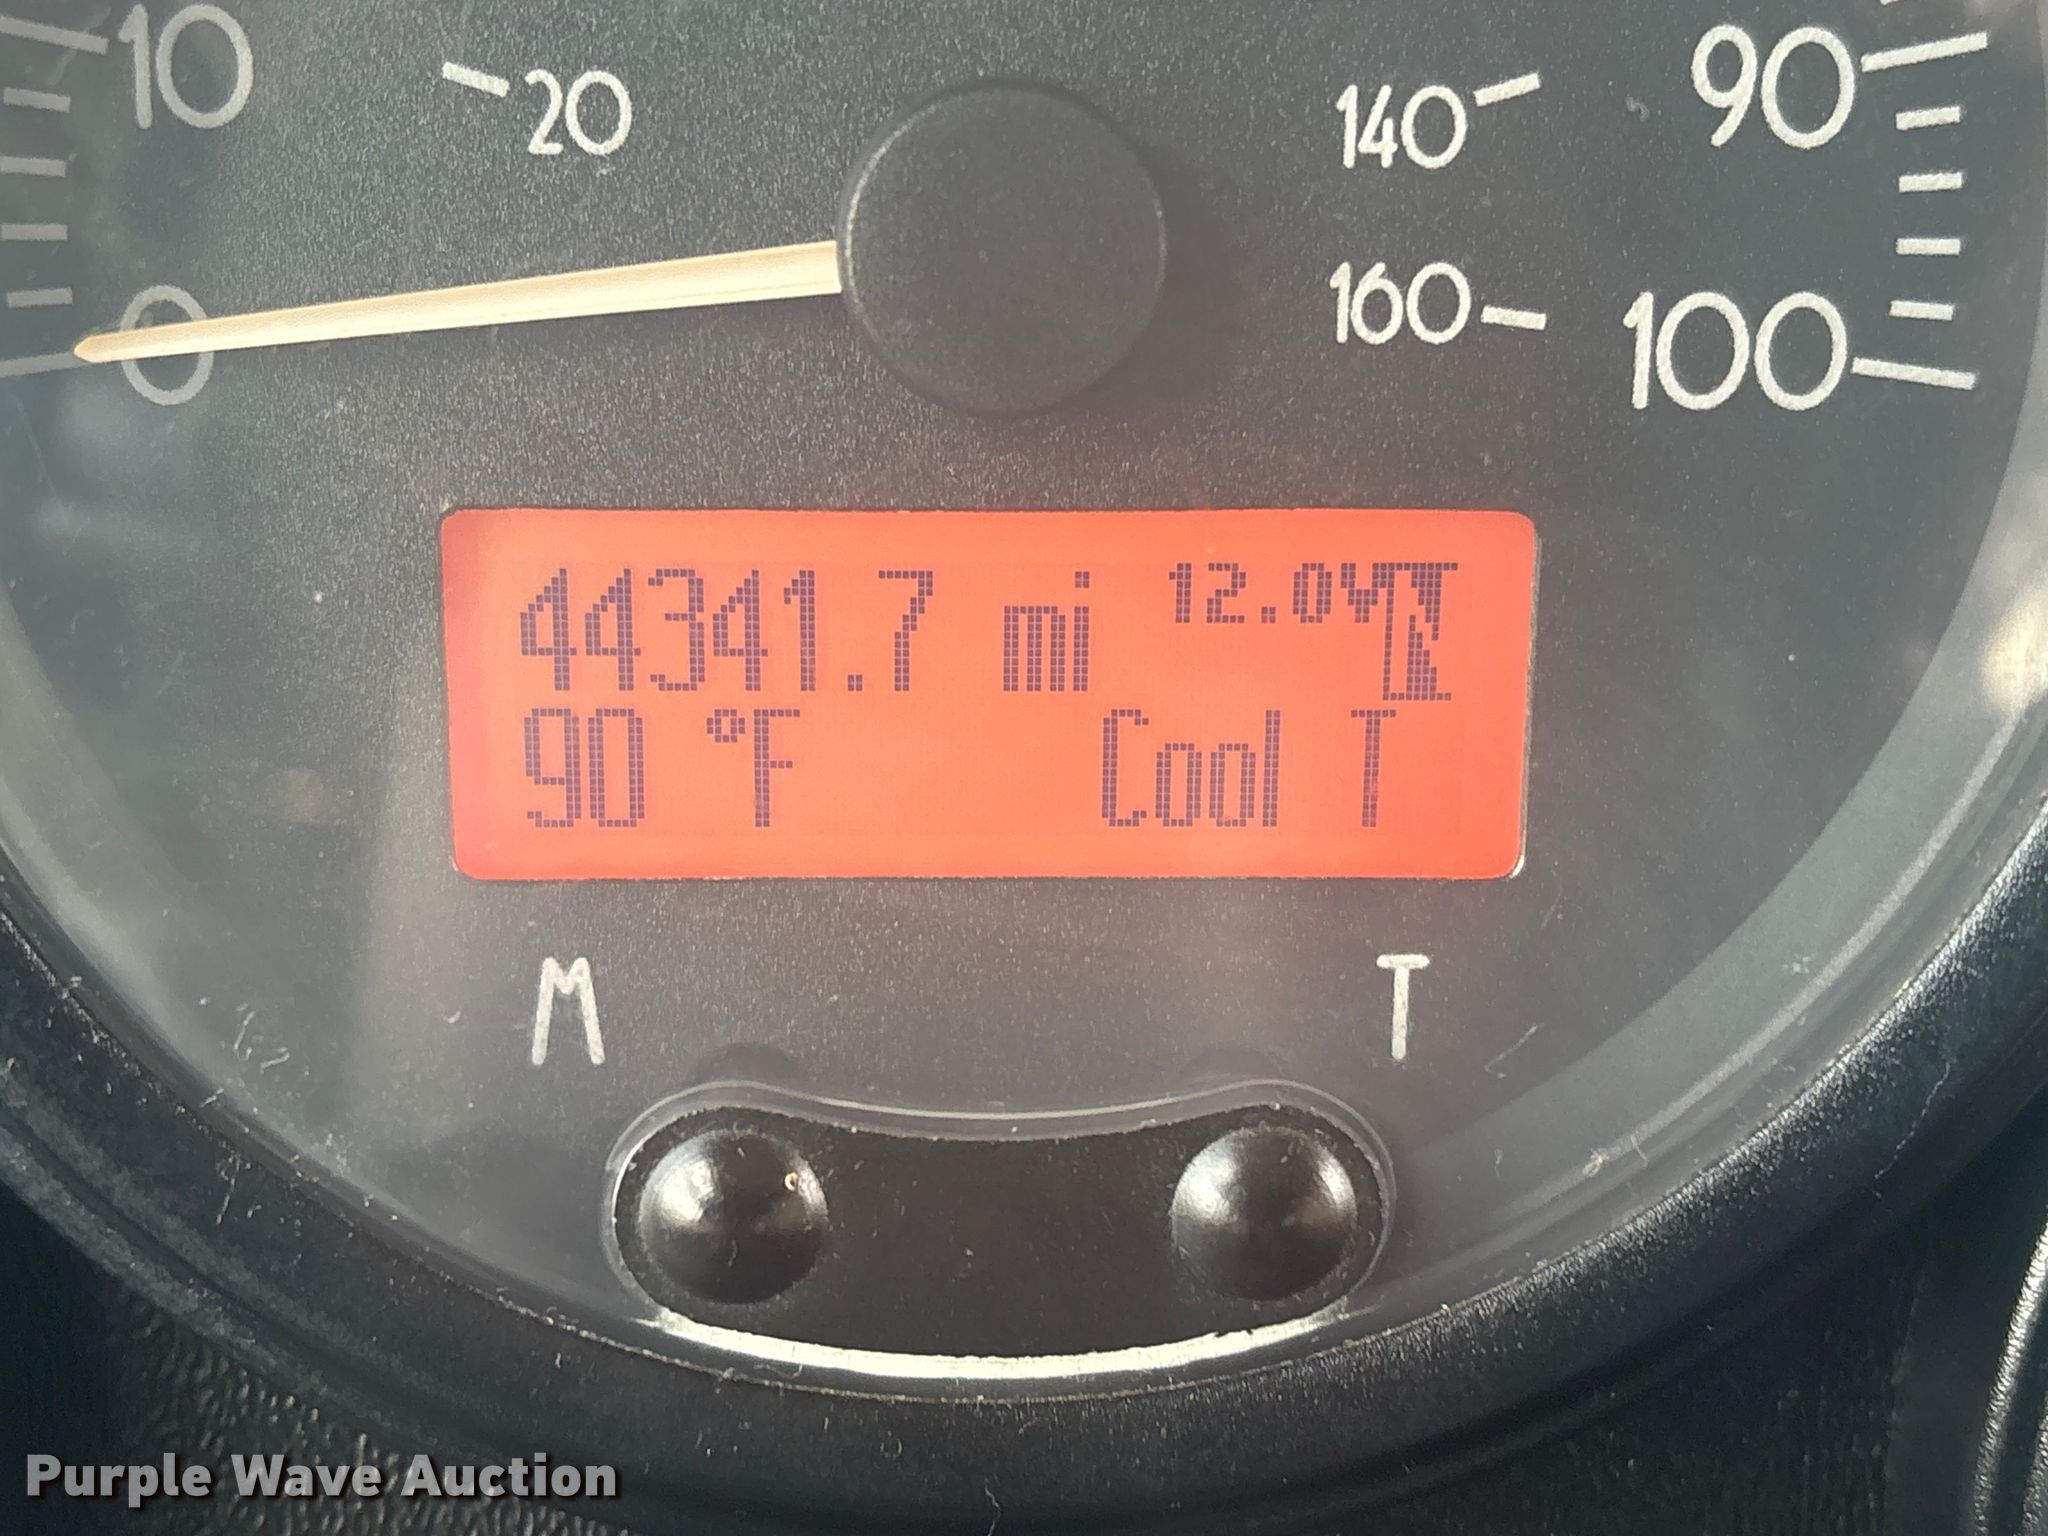 10 20 140 90
0 160 100
44341.7 mi 12.0V N
90 °F Cool T
M T
Purple Wave Auction